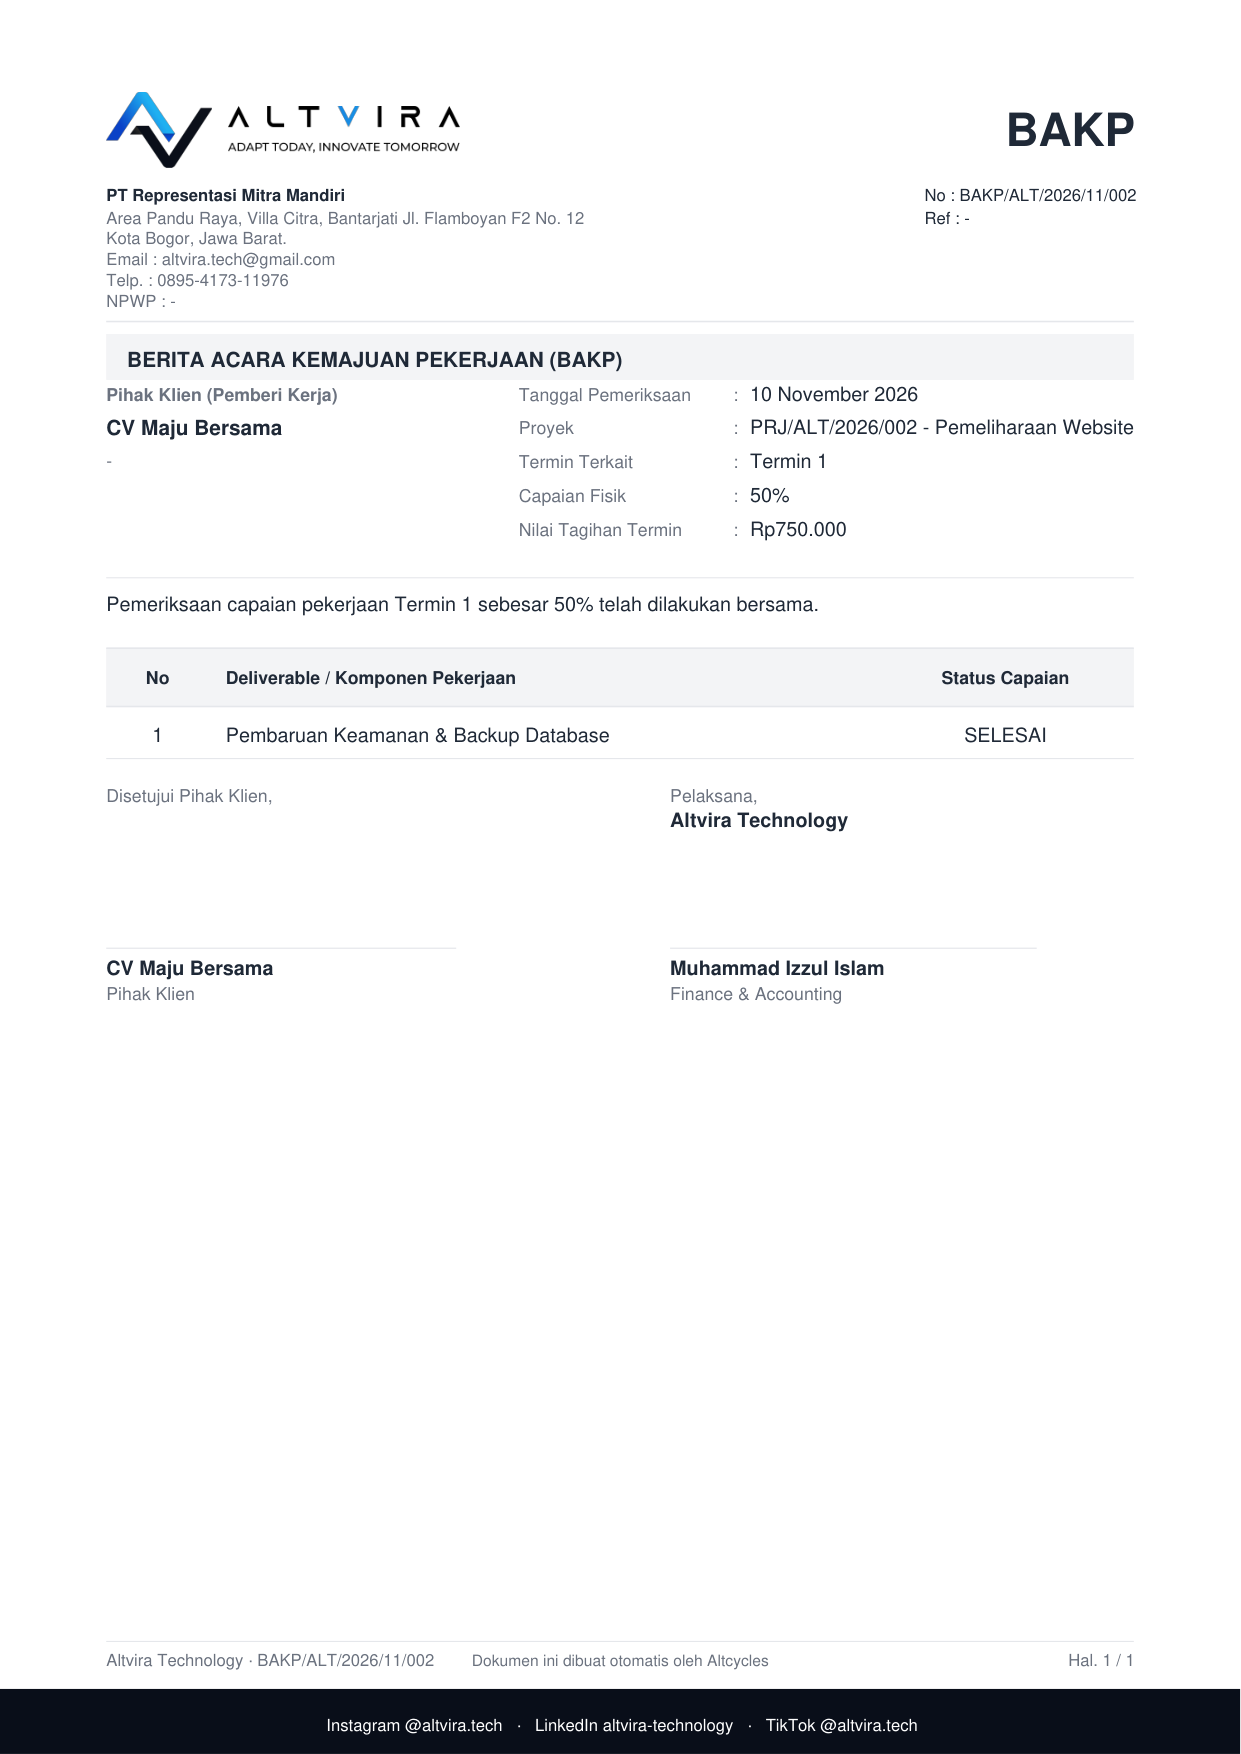 ALTVIRA
ADAPT TODAY, INNOVATE TOMORROW
BAKP
PT Representasi Mitra Mandiri
Area Pandu Raya, Villa Citra, Bantarjati Jl. Flamboyan F2 No. 12
Kota Bogor, Jawa Barat.
Email : altvira.tech@gmail.com
Telp. : 0895-4173-11976
NPWP : -
No : BAKP/ALT/2026/11/002
Ref : -
BERITA ACARA KEMAJUAN PEKERJAAN (BAKP)
Pihak Klien (Pemberi Kerja)
CV Maju Bersama
-
Tanggal Pemeriksaan : 10 November 2026
Proyek : PRJ/ALT/2026/002 - Pemeliharaan Website
Termin Terkait : Termin 1
Capaian Fisik : 50%
Nilai Tagihan Termin : Rp750.000
Pemeriksaan capaian pekerjaan Termin 1 sebesar 50% telah dilakukan bersama.
No Deliverable / Komponen Pekerjaan Status Capaian
1 Pembaruan Keamanan & Backup Database SELESAI
Disetujui Pihak Klien,
Pelaksana,
Altvira Technology
CV Maju Bersama
Pihak Klien
Muhammad Izzul Islam
Finance & Accounting
Altvira Technology · BAKP/ALT/2026/11/002 Dokumen ini dibuat otomatis oleh Altcycles Hal. 1 / 1
Instagram @altvira.tech · LinkedIn altvira-technology · TikTok @altvira.tech